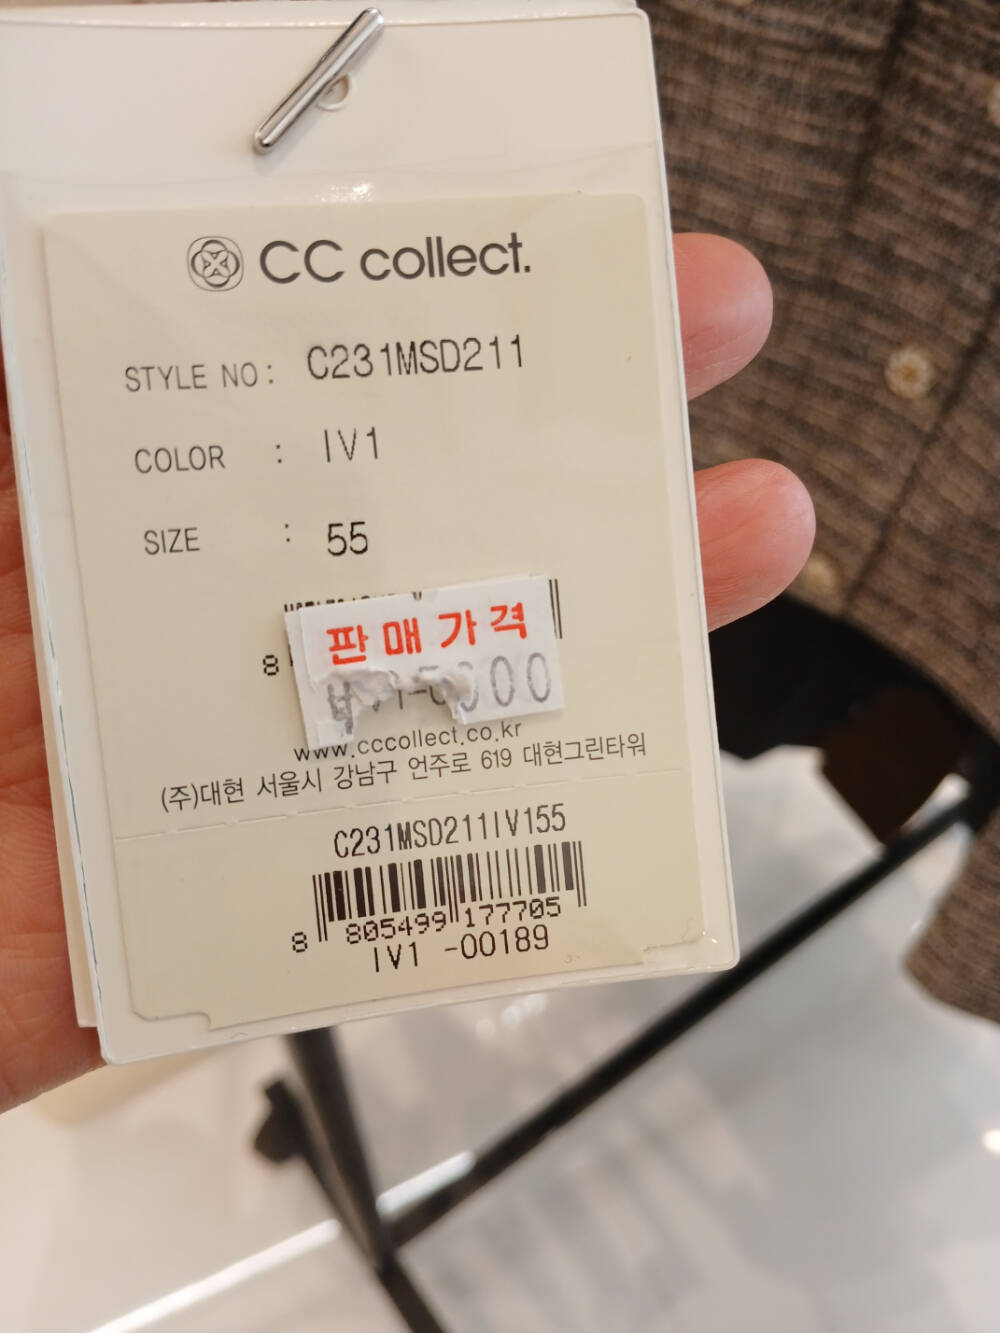 CC collect.
STYLE NO : C231MSD211
COLOR : IV1
SIZE : 55
8
판매가격
www.cccollect.co.kr
(주)대현 서울시 강남구 언주로 619 대현그린타워
C231MSD211IV155
8 805499 177705
IV1 -00189